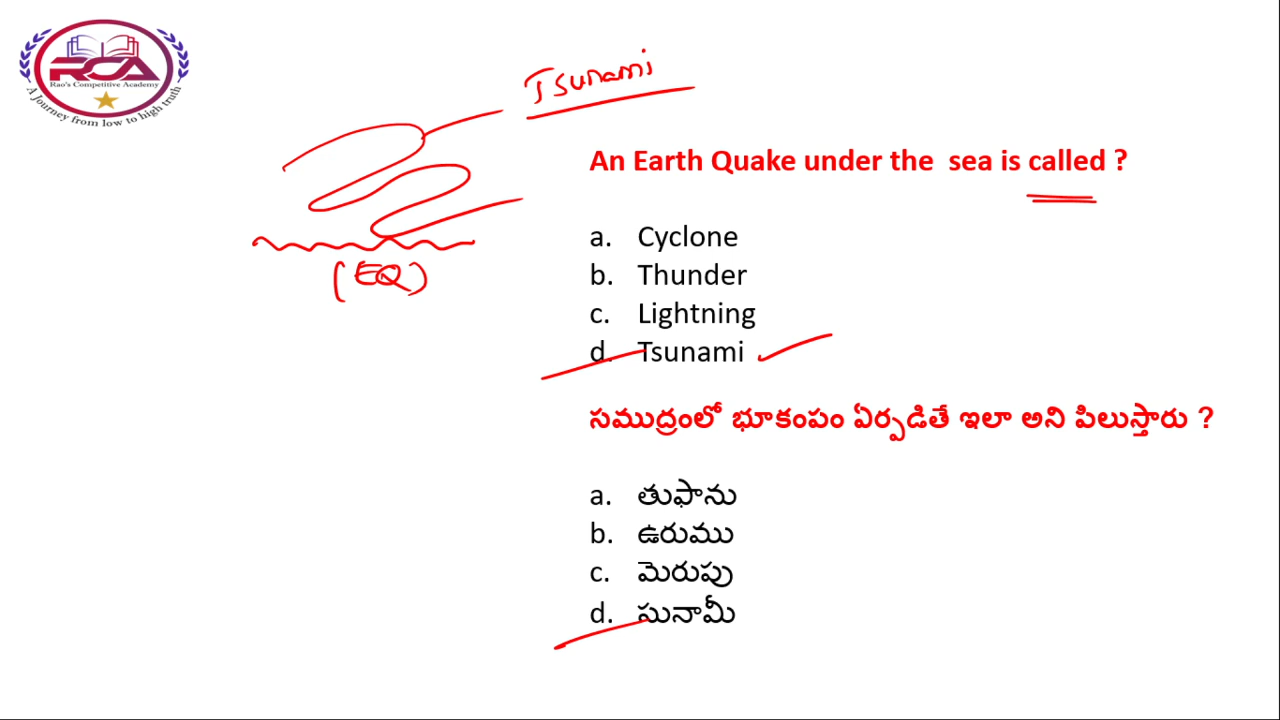 RCA
Rao's Competitive Academy
A Journey from low to high truth
Tsunami
(EQ)
An Earth Quake under the sea is called ?
a. Cyclone
b. Thunder
c. Lightning
d. Tsunami
సముద్రంలో భూకంపం ఏర్పడితే ఇలా అని పిలుస్తారు ?
a. తుఫాను
b. ఉరుము
c. మెరుపు
d. సునామీ